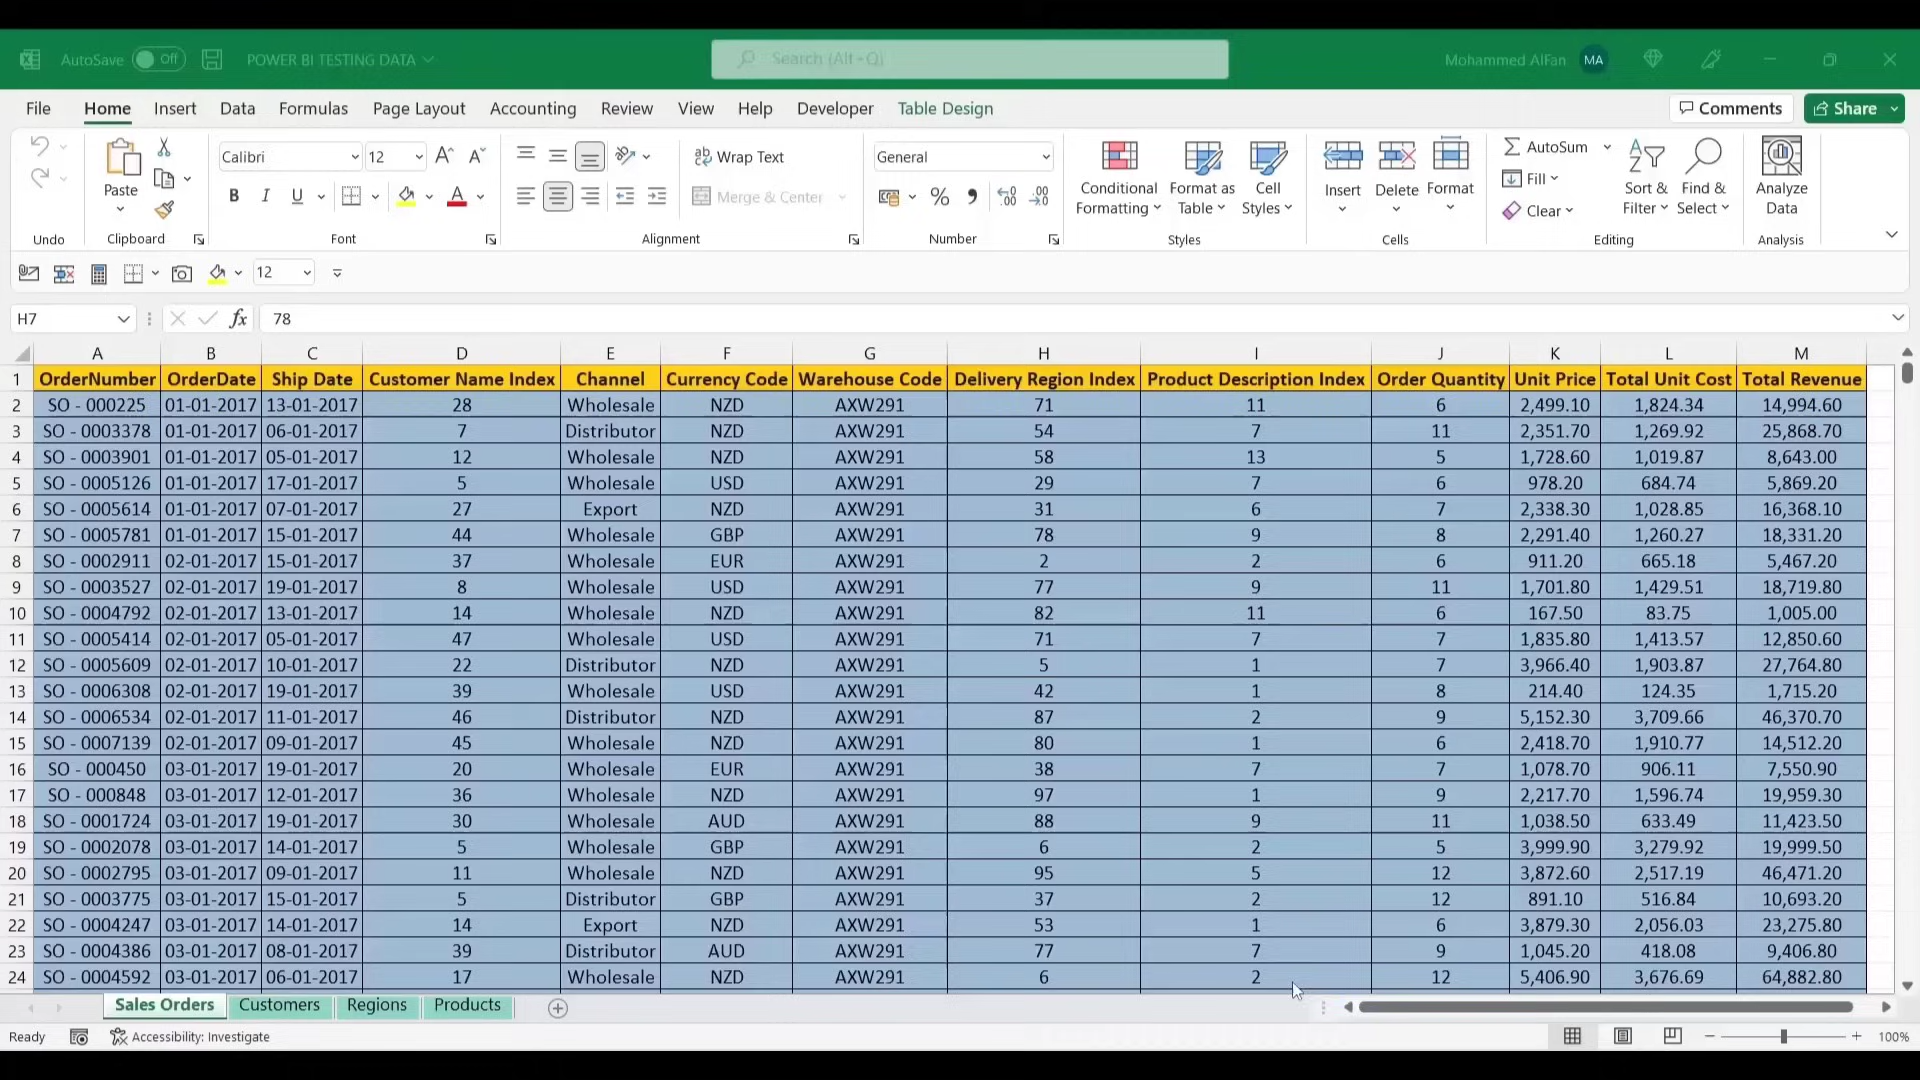 AutoSave Off POWER BI TESTING DATA Search (Alt+Q) Mohammed AlFan MA
File Home Insert Data Formulas Page Layout Accounting Review View Help Developer Table Design Comments Share
Calibri 12 Wrap Text General AutoSum
Paste Conditional Format as Cell Insert Delete Format Fill Sort & Find & Analyze
B I U Merge & Center Formatting Table Styles Clear Filter Select Data
Undo Clipboard Font Alignment Number Styles Cells Editing Analysis
12
H7 fx 78
A B C D E F G H I J K L M
1 OrderNumber OrderDate Ship Date Customer Name Index Channel Currency Code Warehouse Code Delivery Region Index Product Description Index Order Quantity Unit Price Total Unit Cost Total Revenue
2 SO - 000225 01-01-2017 13-01-2017 28 Wholesale NZD AXW291 71 11 6 2,499.10 1,824.34 14,994.60
3 SO - 0003378 01-01-2017 06-01-2017 7 Distributor NZD AXW291 54 7 11 2,351.70 1,269.92 25,868.70
4 SO - 0003901 01-01-2017 05-01-2017 12 Wholesale NZD AXW291 58 13 5 1,728.60 1,019.87 8,643.00
5 SO - 0005126 01-01-2017 17-01-2017 5 Wholesale USD AXW291 29 7 6 978.20 684.74 5,869.20
6 SO - 0005614 01-01-2017 07-01-2017 27 Export NZD AXW291 31 6 7 2,338.30 1,028.85 16,368.10
7 SO - 0005781 01-01-2017 15-01-2017 44 Wholesale GBP AXW291 78 9 8 2,291.40 1,260.27 18,331.20
8 SO - 0002911 02-01-2017 15-01-2017 37 Wholesale EUR AXW291 2 2 6 911.20 665.18 5,467.20
9 SO - 0003527 02-01-2017 19-01-2017 8 Wholesale USD AXW291 77 9 11 1,701.80 1,429.51 18,719.80
10 SO - 0004792 02-01-2017 13-01-2017 14 Wholesale NZD AXW291 82 11 6 167.50 83.75 1,005.00
11 SO - 0005414 02-01-2017 05-01-2017 47 Wholesale USD AXW291 71 7 7 1,835.80 1,413.57 12,850.60
12 SO - 0005609 02-01-2017 10-01-2017 22 Distributor NZD AXW291 5 1 7 3,966.40 1,903.87 27,764.80
13 SO - 0006308 02-01-2017 19-01-2017 39 Wholesale USD AXW291 42 1 8 214.40 124.35 1,715.20
14 SO - 0006534 02-01-2017 11-01-2017 46 Distributor NZD AXW291 87 2 9 5,152.30 3,709.66 46,370.70
15 SO - 0007139 02-01-2017 09-01-2017 45 Wholesale NZD AXW291 80 1 6 2,418.70 1,910.77 14,512.20
16 SO - 000450 03-01-2017 19-01-2017 20 Wholesale EUR AXW291 38 7 7 1,078.70 906.11 7,550.90
17 SO - 000848 03-01-2017 12-01-2017 36 Wholesale NZD AXW291 97 1 9 2,217.70 1,596.74 19,959.30
18 SO - 0001724 03-01-2017 19-01-2017 30 Wholesale AUD AXW291 88 9 11 1,038.50 633.49 11,423.50
19 SO - 0002078 03-01-2017 14-01-2017 5 Wholesale GBP AXW291 6 2 5 3,999.90 3,279.92 19,999.50
20 SO - 0002795 03-01-2017 09-01-2017 11 Wholesale NZD AXW291 95 5 12 3,872.60 2,517.19 46,471.20
21 SO - 0003775 03-01-2017 15-01-2017 5 Distributor GBP AXW291 37 2 12 891.10 516.84 10,693.20
22 SO - 0004247 03-01-2017 14-01-2017 14 Export NZD AXW291 53 1 6 3,879.30 2,056.03 23,275.80
23 SO - 0004386 03-01-2017 08-01-2017 39 Distributor AUD AXW291 77 7 9 1,045.20 418.08 9,406.80
24 SO - 0004592 03-01-2017 06-01-2017 17 Wholesale NZD AXW291 6 2 12 5,406.90 3,676.69 64,882.80
Sales Orders Customers Regions Products
Ready Accessibility: Investigate 100%